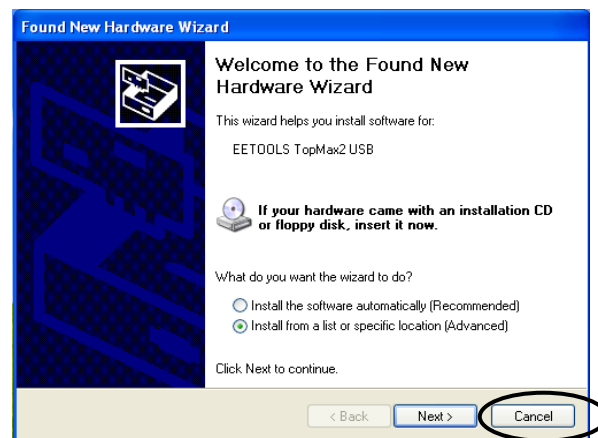 Found New Hardware Wizard
Welcome to the Found New
Hardware Wizard
This wizard helps you install software for:
EETOOLS TopMax2 USB
If your hardware came with an installation CD
or floppy disk, insert it now.
What do you want the wizard to do?
Install the software automatically (Recommended)
Install from a list or specific location (Advanced)
Click Next to continue.
< Back Next > Cancel